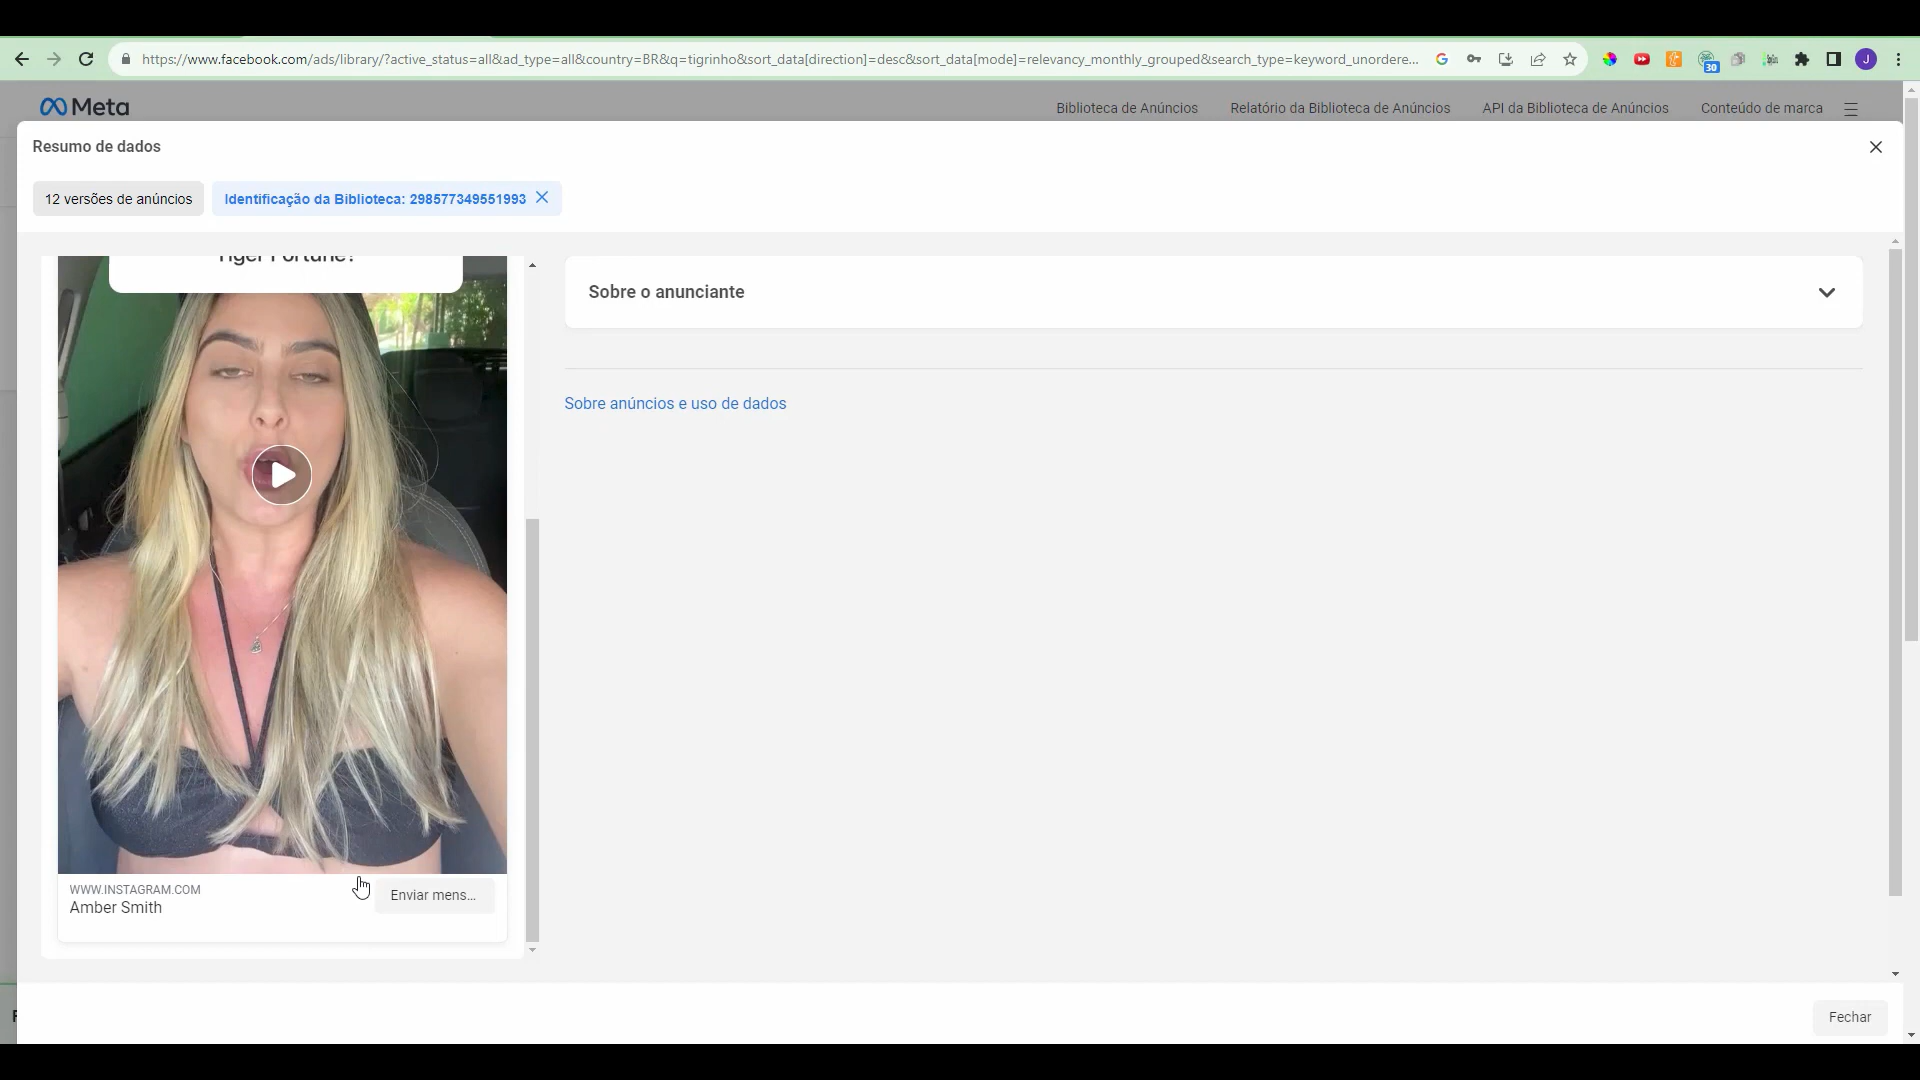 https://www.facebook.com/ads/library/?active_status=all&ad_type=all&country=BR&q=tigrinho&sort_data[direction]=desc&sort_data[mode]=relevancy_monthly_grouped&search_type=keyword_unordere...
30
J
Meta
Biblioteca de Anúncios
Relatório da Biblioteca de Anúncios
API da Biblioteca de Anúncios
Conteúdo de marca
Resumo de dados
12 versões de anúncios
Identificação da Biblioteca: 298577349551993
Tiger Fortune?
Sobre o anunciante
Sobre anúncios e uso de dados
WWW.INSTAGRAM.COM
Amber Smith
Enviar mens...
Fechar